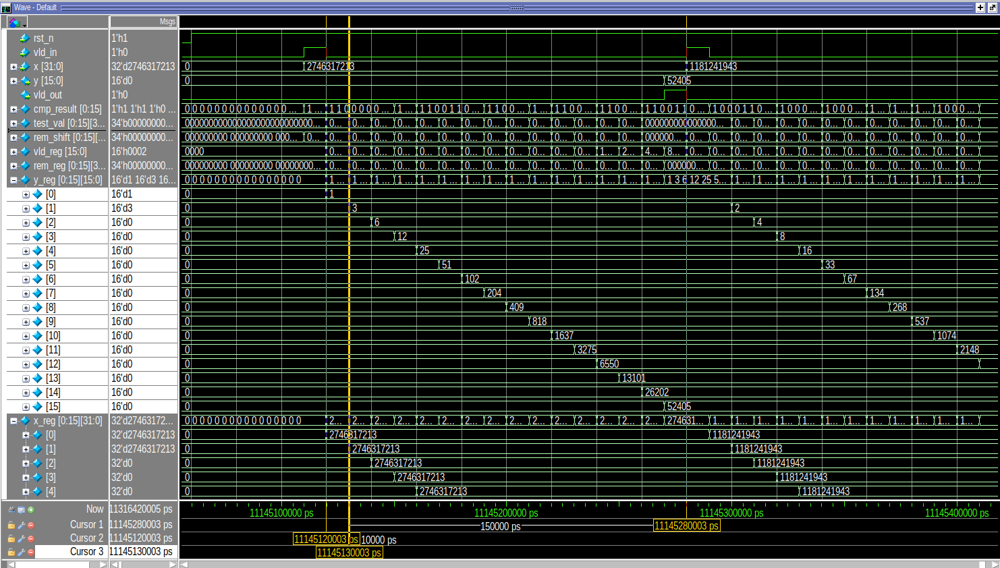 Wave - Default
Msgs
rst_n 1'h1
vld_in 1'h0
x [31:0] 32'd2746317213 0 2746317213 1181241943
y [15:0] 16'd0 0 52405
vld_out 1'h0
cmp_result [0:15] 1'h1 1'h1 1'h0 ... 0 0 0 0 0 0 0 0 0 0 0 0 0 0 ... 1 ... 1 1 0 0 0 0 0 ... 1 ... 1 1 0 0 1 1 0 ... 1 1 0 0 ... 1 ... 1 1 0 0 ... 1 ... 1 1 0 0 ... 1 1 0 0 1 1 0 ... 1 0 0 0 1 1 0 ... 1 0 0 0 ... 1 ... 1 0 0 0 ... 1 ... 1 ... 1 ... 1 0 0 0 ...
test_val [0:15][3... 34'b00000000... 0000000000000000000000000000... 0... 0... 0... 0... 0... 0... 0... 0... 0... 0... 0... 0... 0... 0... 000000000000000... 0... 0... 0... 0... 0... 0... 0... 0... 0... 0... 0... 0...
rem_shift [0:15][... 34'h00000000... 000000000 000000000 000... 0... 0... 0... 0... 0... 0... 0... 0... 0... 0... 0... 0... 0... 0... 0... 000000... 0... 0... 0... 0... 0... 0... 0... 0... 0... 0... 0... 0... 0...
vld_reg [15:0] 16'h0002 0000 0... 0... 0... 0... 0... 0... 0... 0... 0... 0... 0... 0... 1... 2... 4... 8... 0... 0... 0... 0... 0... 0... 0... 0... 0... 0... 0... 0... 0...
rem_reg [0:15][3... 34'h00000000... 000000000 000000000 00000000... 0... 0... 0... 0... 0... 0... 0... 0... 0... 0... 0... 0... 0... 0... 0... 000000... 0... 0... 0... 0... 0... 0... 0... 0... 0... 0... 0... 0...
y_reg [0:15][15:0] 16'd1 16'd3 16... 0 0 0 0 0 0 0 0 0 0 0 0 0 0 0 0 1 ... 1 ... 1 ... 1 ... 1 ... 1 ... 1 ... 1 ... 1 ... 1 ... 1 ... 1 ... 1 ... 1 ... 1 ... 1 3 6 12 25 5... 1 ... 1 ... 1 ... 1 ... 1 ... 1 ... 1 ... 1 ... 1 ... 1 ... 1 ...
[0] 16'd1 0 1
[1] 16'd3 0 3 2
[2] 16'd0 0 6 4
[3] 16'd0 0 12 8
[4] 16'd0 0 25 16
[5] 16'd0 0 51 33
[6] 16'd0 0 102 67
[7] 16'd0 0 204 134
[8] 16'd0 0 409 268
[9] 16'd0 0 818 537
[10] 16'd0 0 1637 1074
[11] 16'd0 0 3275 2148
[12] 16'd0 0 6550
[13] 16'd0 0 13101
[14] 16'd0 0 26202
[15] 16'd0 0 52405
x_reg [0:15][31:0] 32'd27463172... 0 0 0 0 0 0 0 0 0 0 0 0 0 0 0 0 2... 2... 2... 2... 2... 2... 2... 2... 2... 2... 2... 2... 2... 2... 2... 274631... 1... 1... 1... 1... 1... 1... 1... 1... 1... 1... 1... 1...
[0] 32'd2746317213 0 2746317213 1181241943
[1] 32'd2746317213 0 2746317213 1181241943
[2] 32'd0 0 2746317213 1181241943
[3] 32'd0 0 2746317213 1181241943
[4] 32'd0 0 2746317213 1181241943
Now 11316420005 ps 11145100000 ps 11145200000 ps 11145300000 ps 11145400000 ps
Cursor 1 11145280003 ps 150000 ps 11145280003 ps
Cursor 2 11145120003 ps 11145120003 ps 10000 ps
Cursor 3 11145130003 ps 11145130003 ps